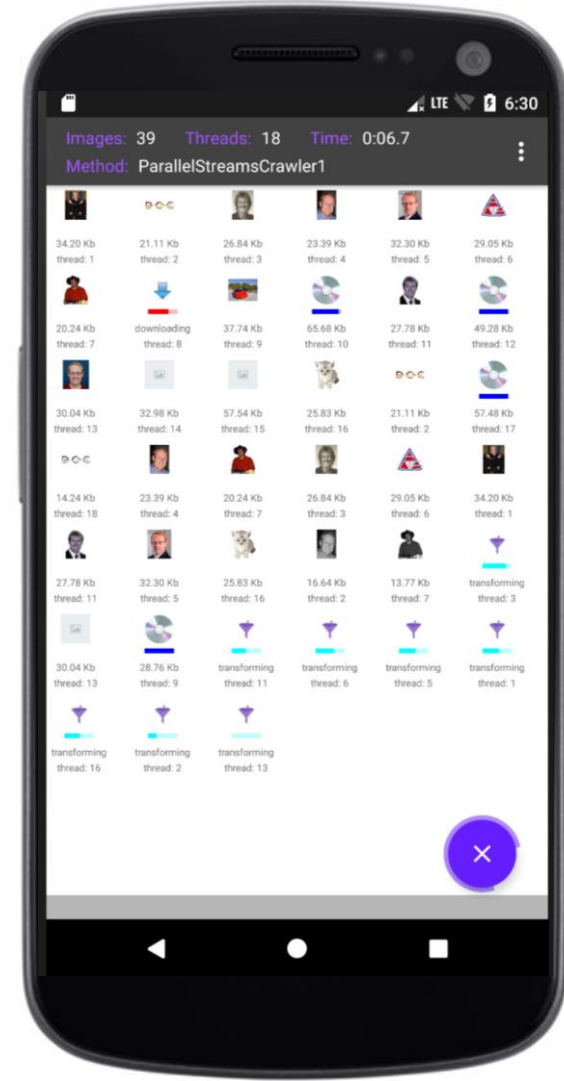 LTE 6:30
Images: 39 Threads: 18 Time: 0:06.7
Method: ParallelStreamsCrawler1
D-O-C
34.20 Kb 21.11 Kb 26.84 Kb 23.39 Kb 32.30 Kb 29.05 Kb
thread: 1 thread: 2 thread: 3 thread: 4 thread: 5 thread: 6
20.24 Kb downloading 37.74 Kb 65.68 Kb 27.78 Kb 49.28 Kb
thread: 7 thread: 8 thread: 9 thread: 10 thread: 11 thread: 12
D-O-C
30.04 Kb 32.98 Kb 57.54 Kb 25.83 Kb 21.11 Kb 57.48 Kb
thread: 13 thread: 14 thread: 15 thread: 16 thread: 2 thread: 17
D-O-C
14.24 Kb 23.39 Kb 20.24 Kb 26.84 Kb 29.05 Kb 34.20 Kb
thread: 18 thread: 4 thread: 7 thread: 3 thread: 6 thread: 1
27.78 Kb 32.30 Kb 25.83 Kb 16.64 Kb 13.77 Kb transforming
thread: 11 thread: 5 thread: 16 thread: 2 thread: 7 thread: 3
30.04 Kb 28.76 Kb transforming transforming transforming transforming
thread: 13 thread: 9 thread: 11 thread: 6 thread: 5 thread: 1
transforming transforming transforming
thread: 16 thread: 2 thread: 13